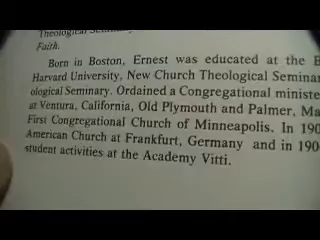 Theological Seminary
Faith.
Born in Boston, Ernest was educated at the B
Harvard University, New Church Theological Seminar
ological Seminary. Ordained a Congregational ministe
at Ventura, California, Old Plymouth and Palmer, Ma
First Congregational Church of Minneapolis. In 190
American Church at Frankfurt, Germany and in 190
student activities at the Academy Vitti.